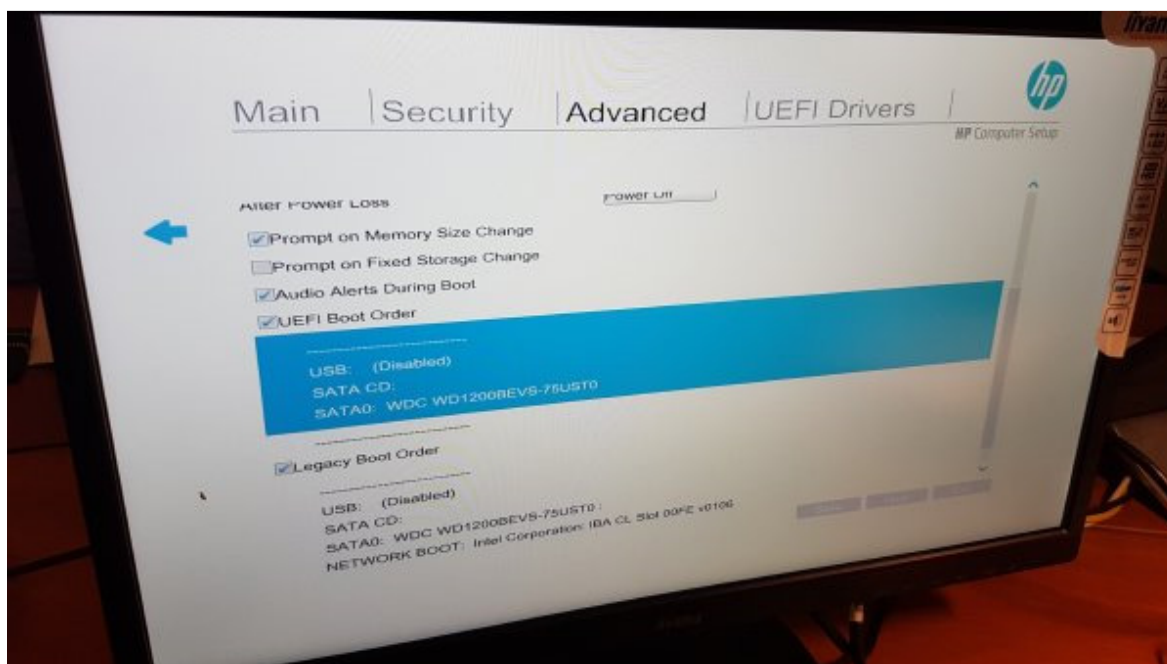 hp
Main Security Advanced UEFI Drivers
HP Computer Setup
After Power Loss Power Off
Prompt on Memory Size Change
Prompt on Fixed Storage Change
Audio Alerts During Boot
UEFI Boot Order
--------------------------------
USB: (Disabled)
SATA CD:
SATA0: WDC WD1200BEVS-75UST0
--------------------------------
Legacy Boot Order
--------------------------------
USB: (Disabled)
SATA CD:
SATA0: WDC WD1200BEVS-75UST0 :
NETWORK BOOT: Intel Corporation: IBA CL Slot 00FE v0106